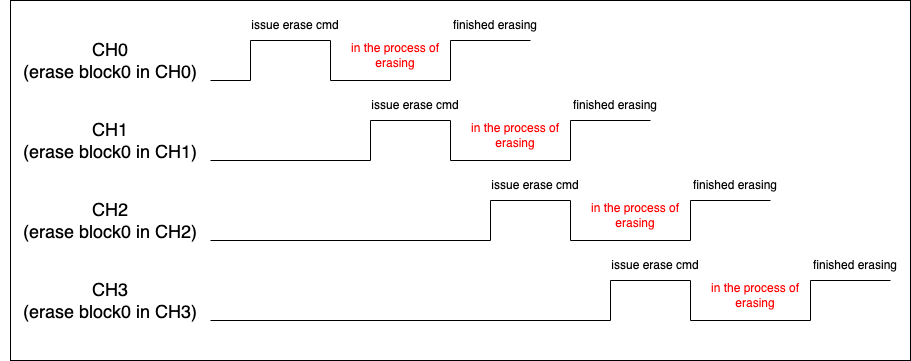 issue erase cmd
finished erasing
CH0
(erase block0 in CH0)
in the process of
erasing
issue erase cmd
finished erasing
CH1
(erase block0 in CH1)
in the process of
erasing
issue erase cmd
finished erasing
CH2
(erase block0 in CH2)
in the process of
erasing
issue erase cmd
finished erasing
CH3
(erase block0 in CH3)
in the process of
erasing